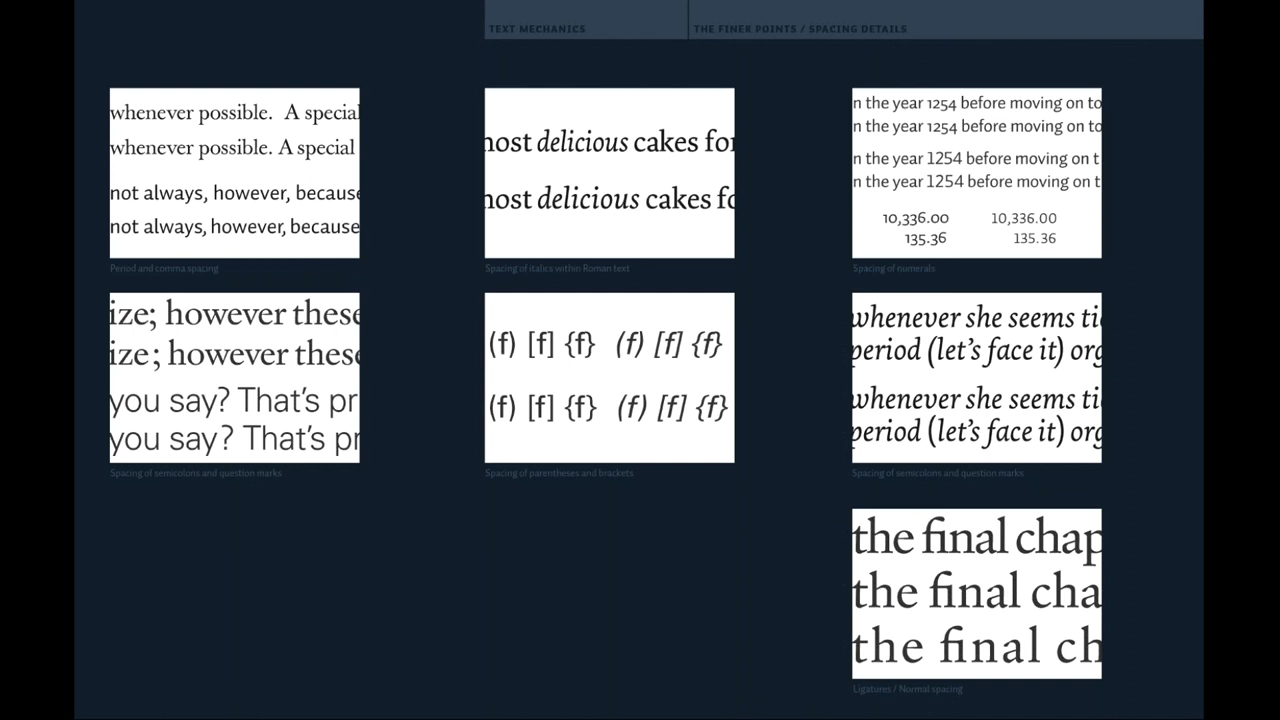 TEXT MECHANICS
THE FINER POINTS / SPACING DETAILS
whenever possible.  A special
whenever possible. A special
not always, however, because
not always, however, because
Period and comma spacing
most delicious cakes for
most delicious cakes fo
Spacing of italics within Roman text
n the year 1254 before moving on to
n the year 1254 before moving on to
n the year 1254 before moving on t
n the year 1254 before moving on t
10,336.00 10,336.00
135.36 135.36
Spacing of numerals
ize; however these
ize; however these
you say? That’s pr
you say? That’s pr
Spacing of semicolons and question marks
(f) [f] {f} (f) [f] {f}
(f) [f] {f} (f) [f] {f}
Spacing of parentheses and brackets
whenever she seems ti
period (let’s face it) org
whenever she seems ti
period (let’s face it) org
Spacing of semicolons and question marks
the final chap
the final cha
the final ch
Ligatures / Normal spacing